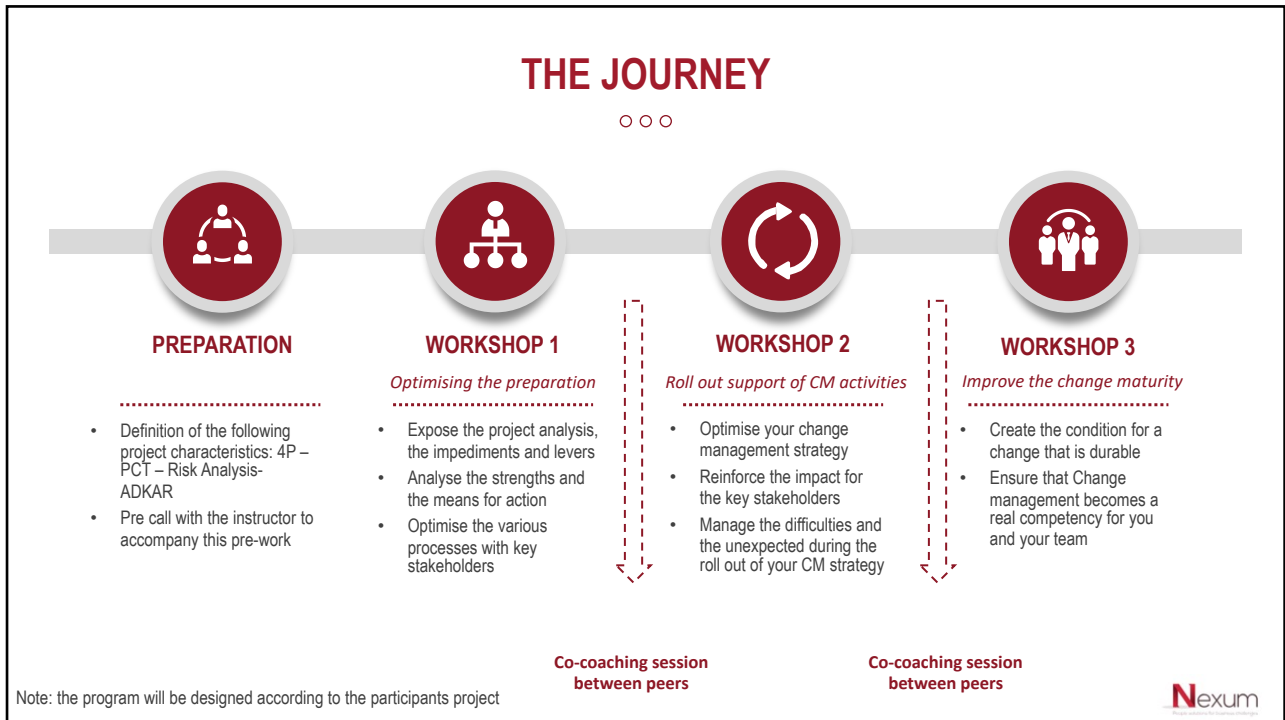 THE JOURNEY
PREPARATION
• Definition of the following
project characteristics: 4P –
PCT – Risk Analysis-
ADKAR
• Pre call with the instructor to
accompany this pre-work
WORKSHOP 1
Optimising the preparation
• Expose the project analysis,
the impediments and levers
• Analyse the strengths and
the means for action
• Optimise the various
processes with key
stakeholders
WORKSHOP 2
Roll out support of CM activities
• Optimise your change
management strategy
• Reinforce the impact for
the key stakeholders
• Manage the difficulties and
the unexpected during the
roll out of your CM strategy
WORKSHOP 3
Improve the change maturity
• Create the condition for a
change that is durable
• Ensure that Change
management becomes a
real competency for you
and your team
Co-coaching session
between peers
Co-coaching session
between peers
Note: the program will be designed according to the participants project
Nexum